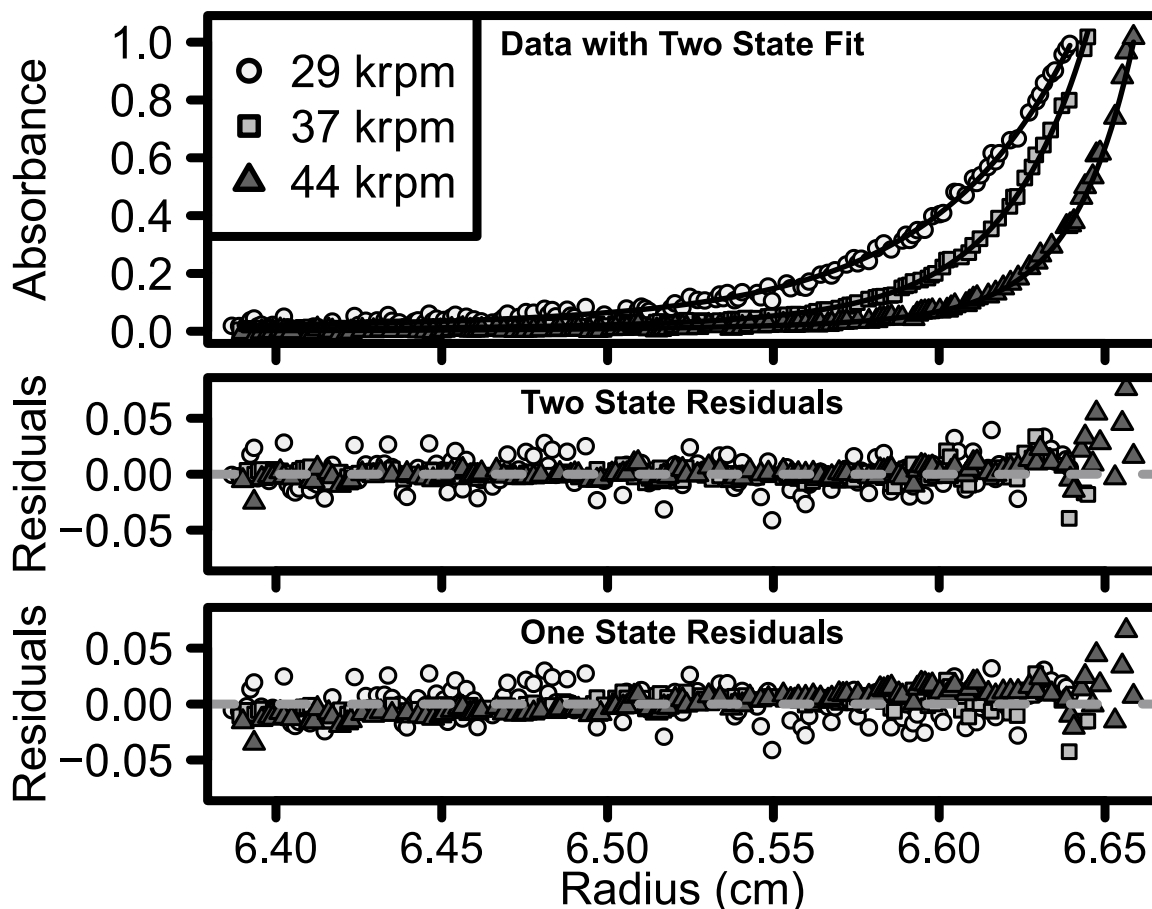 Data with Two State Fit
29 krpm
37 krpm
44 krpm
Absorbance
1.0
0.8
0.6
0.4
0.2
0.0
Two State Residuals
Residuals
0.05
0.00
−0.05
One State Residuals
Residuals
0.05
0.00
−0.05
6.40 6.45 6.50 6.55 6.60 6.65
Radius (cm)